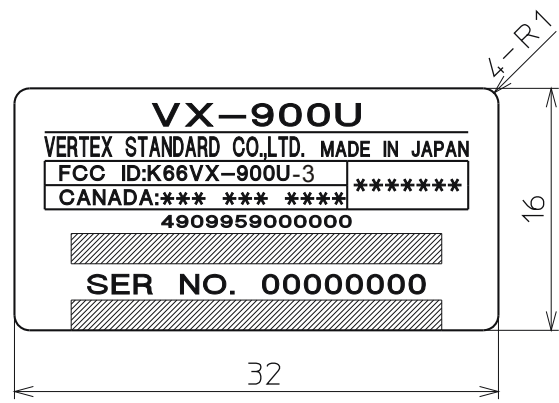 4-R1
VX-900U
VERTEX STANDARD CO.,LTD. MADE IN JAPAN
FCC ID:K66VX-900U-3
*******
CANADA:*** *** ****
4909959000000
SER NO. 00000000
16
32